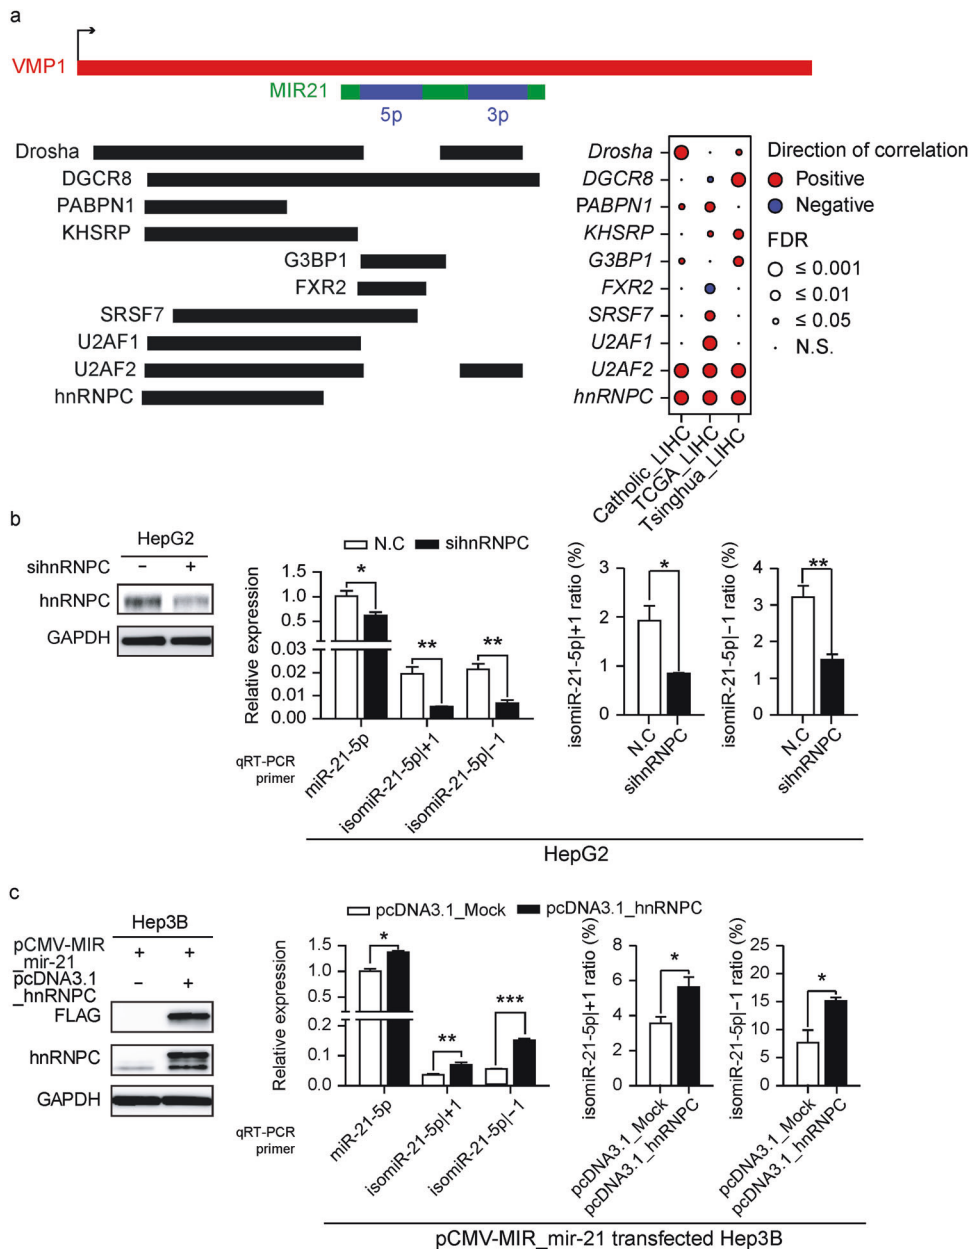 a
VMP1
MIR21
5p 3p
Drosha
DGCR8
PABPN1
KHSRP
G3BP1
FXR2
SRSF7
U2AF1
U2AF2
hnRNPC
Drosha
DGCR8
PABPN1
KHSRP
G3BP1
FXR2
SRSF7
U2AF1
U2AF2
hnRNPC
Catholic_LIHC
TCGA_LIHC
Tsinghua_LIHC
Direction of correlation
Positive
Negative
FDR
≤ 0.001
≤ 0.01
≤ 0.05
N.S.
b
HepG2
sihnRNPC − +
hnRNPC
GAPDH
N.C sihnRNPC
Relative expression
1.5
1.0
0.5
0.03
0.02
0.01
0.00
* ** **
qRT-PCR
primer
miR-21-5p
isomiR-21-5p|+1
isomiR-21-5p|−1
isomiR-21-5p|+1 ratio (%)
3
2
1
0
*
N.C
sihnRNPC
isomiR-21-5p|−1 ratio (%)
4
3
2
1
0
**
N.C
sihnRNPC
HepG2
c
Hep3B
pCMV-MIR
_mir-21
+ +
pcDNA3.1
_hnRNPC
− +
FLAG
hnRNPC
GAPDH
pcDNA3.1_Mock pcDNA3.1_hnRNPC
Relative expression
1.5
1.0
0.5
0.2
0.1
0.0
* ** ***
qRT-PCR
primer
miR-21-5p
isomiR-21-5p|+1
isomiR-21-5p|−1
isomiR-21-5p|+1 ratio (%)
8
6
4
2
0
*
pcDNA3.1_Mock
pcDNA3.1_hnRNPC
isomiR-21-5p|−1 ratio (%)
25
20
15
10
5
0
*
pcDNA3.1_Mock
pcDNA3.1_hnRNPC
pCMV-MIR_mir-21 transfected Hep3B